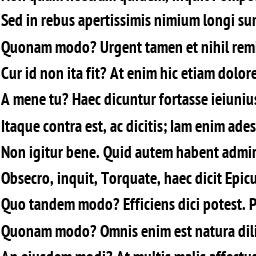 Sed in rebus apertissimis nimium longi sur
Quonam modo? Urgent tamen et nihil remi
Cur id non ita fit? At enim hic etiam dolore
A mene tu? Haec dicuntur fortasse ieiunius
Itaque contra est, ac dicitis; Iam enim ades
Non igitur bene. Quid autem habent admir
Obsecro, inquit, Torquate, haec dicit Epicu
Quo tandem modo? Efficiens dici potest. P
Quonam modo? Omnis enim est natura dili